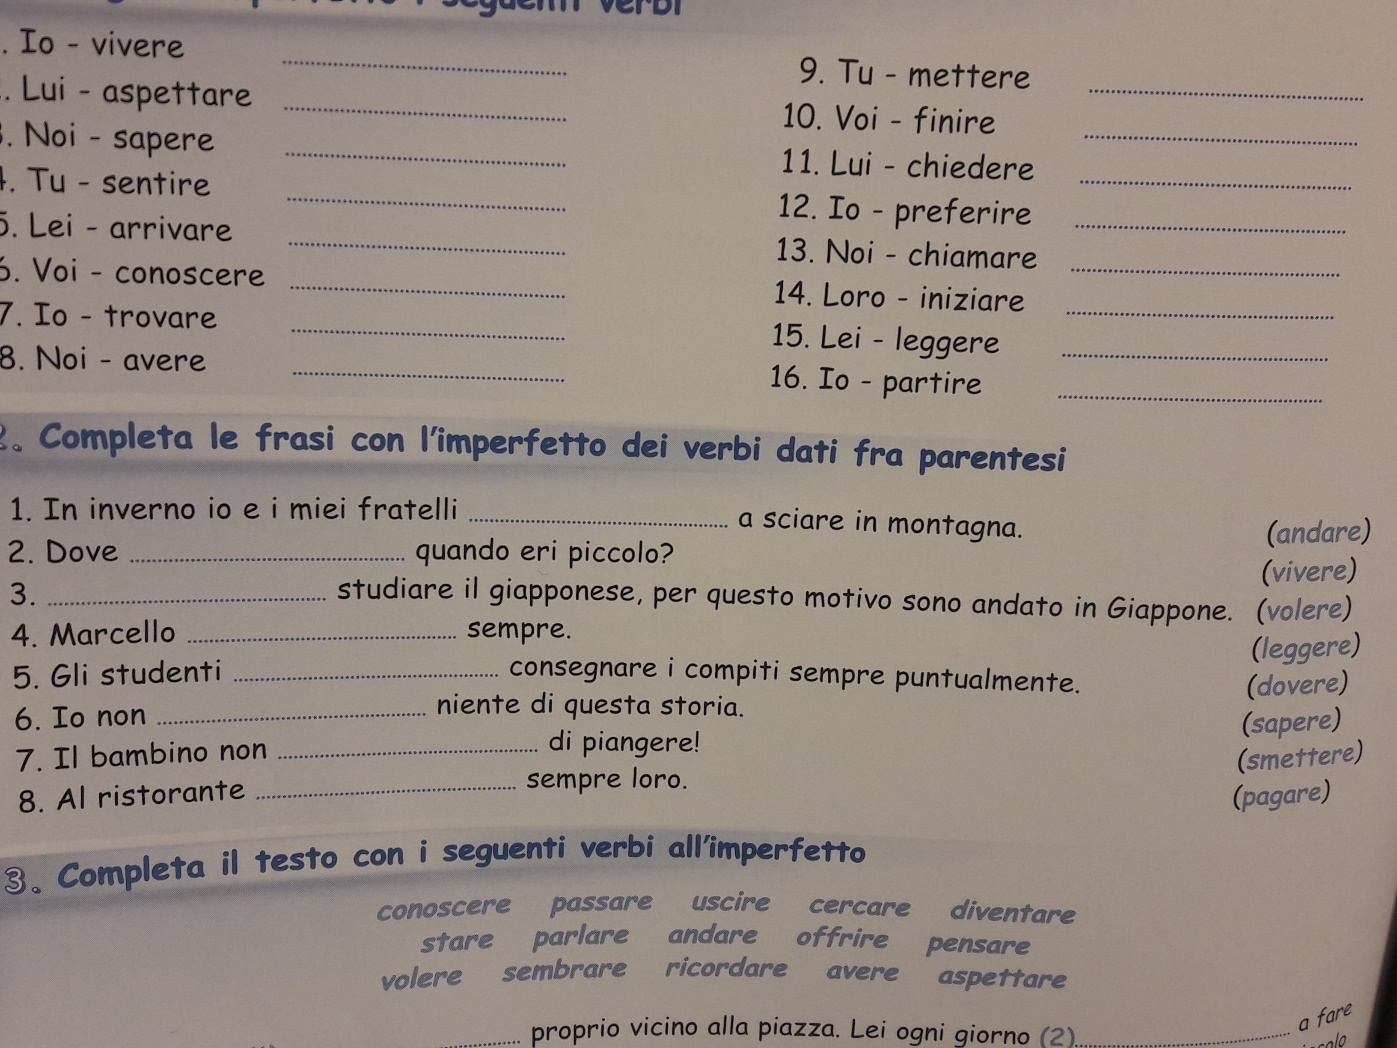 seguenti verbi
. Io - vivere
. Lui - aspettare
. Noi - sapere
. Tu - sentire
5. Lei - arrivare
6. Voi - conoscere
7. Io - trovare
8. Noi - avere
9. Tu - mettere
10. Voi - finire
11. Lui - chiedere
12. Io - preferire
13. Noi - chiamare
14. Loro - iniziare
15. Lei - leggere
16. Io - partire
2. Completa le frasi con l'imperfetto dei verbi dati fra parentesi
1. In inverno io e i miei fratelli ........ a sciare in montagna. (andare)
2. Dove ........ quando eri piccolo? (vivere)
3. ........ studiare il giapponese, per questo motivo sono andato in Giappone. (volere)
4. Marcello ........ sempre. (leggere)
5. Gli studenti ........ consegnare i compiti sempre puntualmente. (dovere)
6. Io non ........ niente di questa storia. (sapere)
7. Il bambino non ........ di piangere! (smettere)
8. Al ristorante ........ sempre loro. (pagare)
3. Completa il testo con i seguenti verbi all'imperfetto
conoscere passare uscire cercare diventare
stare parlare andare offrire pensare
volere sembrare ricordare avere aspettare
........ proprio vicino alla piazza. Lei ogni giorno (2)........ a fare